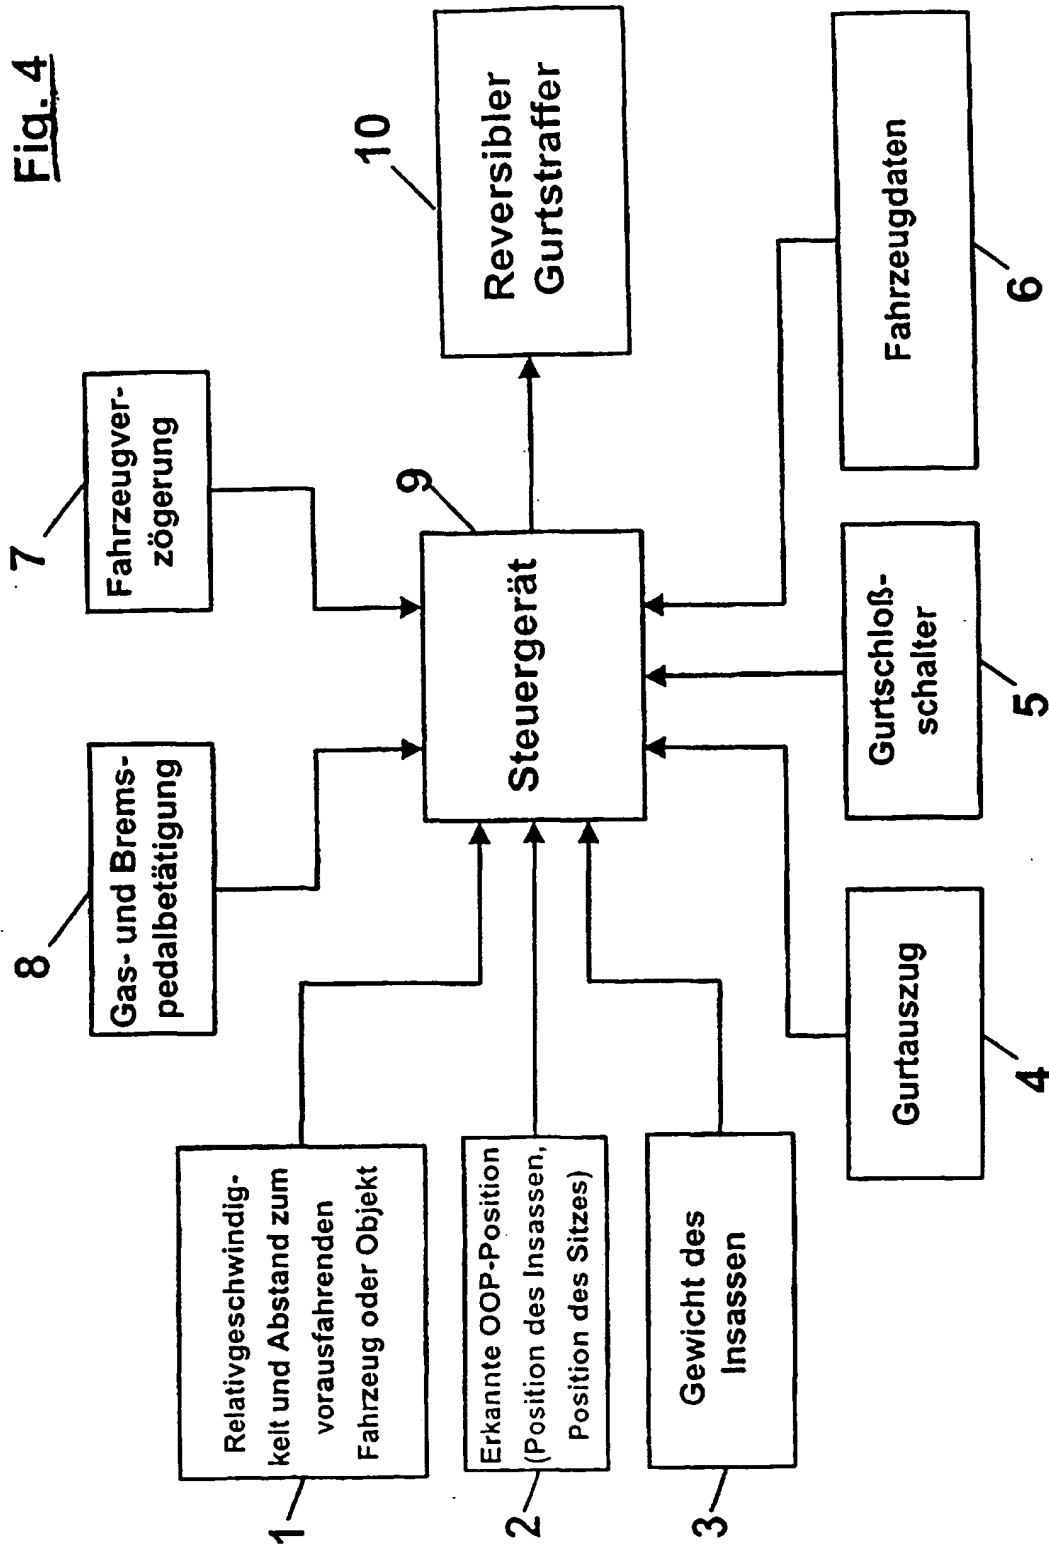 Fig. 4
7
Fahrzeugver-
zögerung
8
Gas- und Brems-
pedalbetätigung
10
Reversibler
Gurtstraffer
9
Steuergerät
1
Relativgeschwindig-
kelt und Abstand zum
vorausfahrenden
Fahrzeug oder Objekt
2
Erkannte OOP-Position
(Position des Insassen,
Position des Sitzes)
3
Gewicht des
Insassen
Gurtauszug
4
Gurtschloß-
schalter
5
Fahrzeugdaten
6